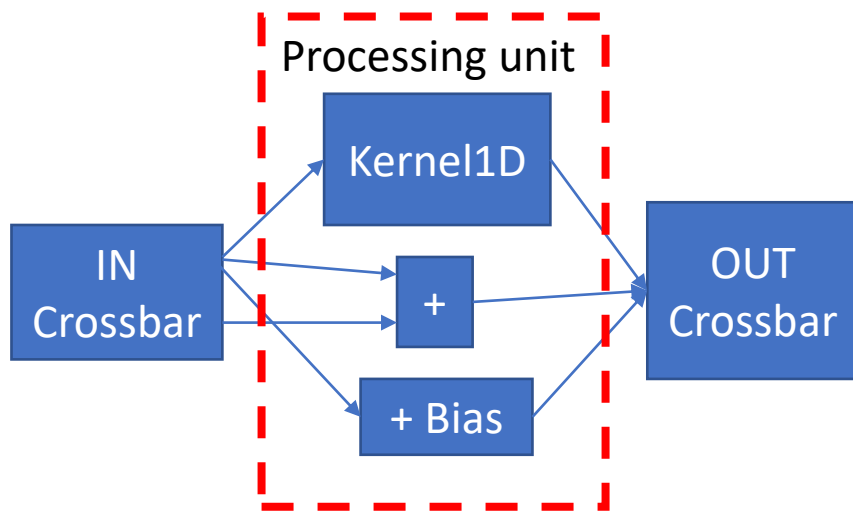 Processing unit
Kernel1D
IN
Crossbar
+
OUT
Crossbar
+ Bias